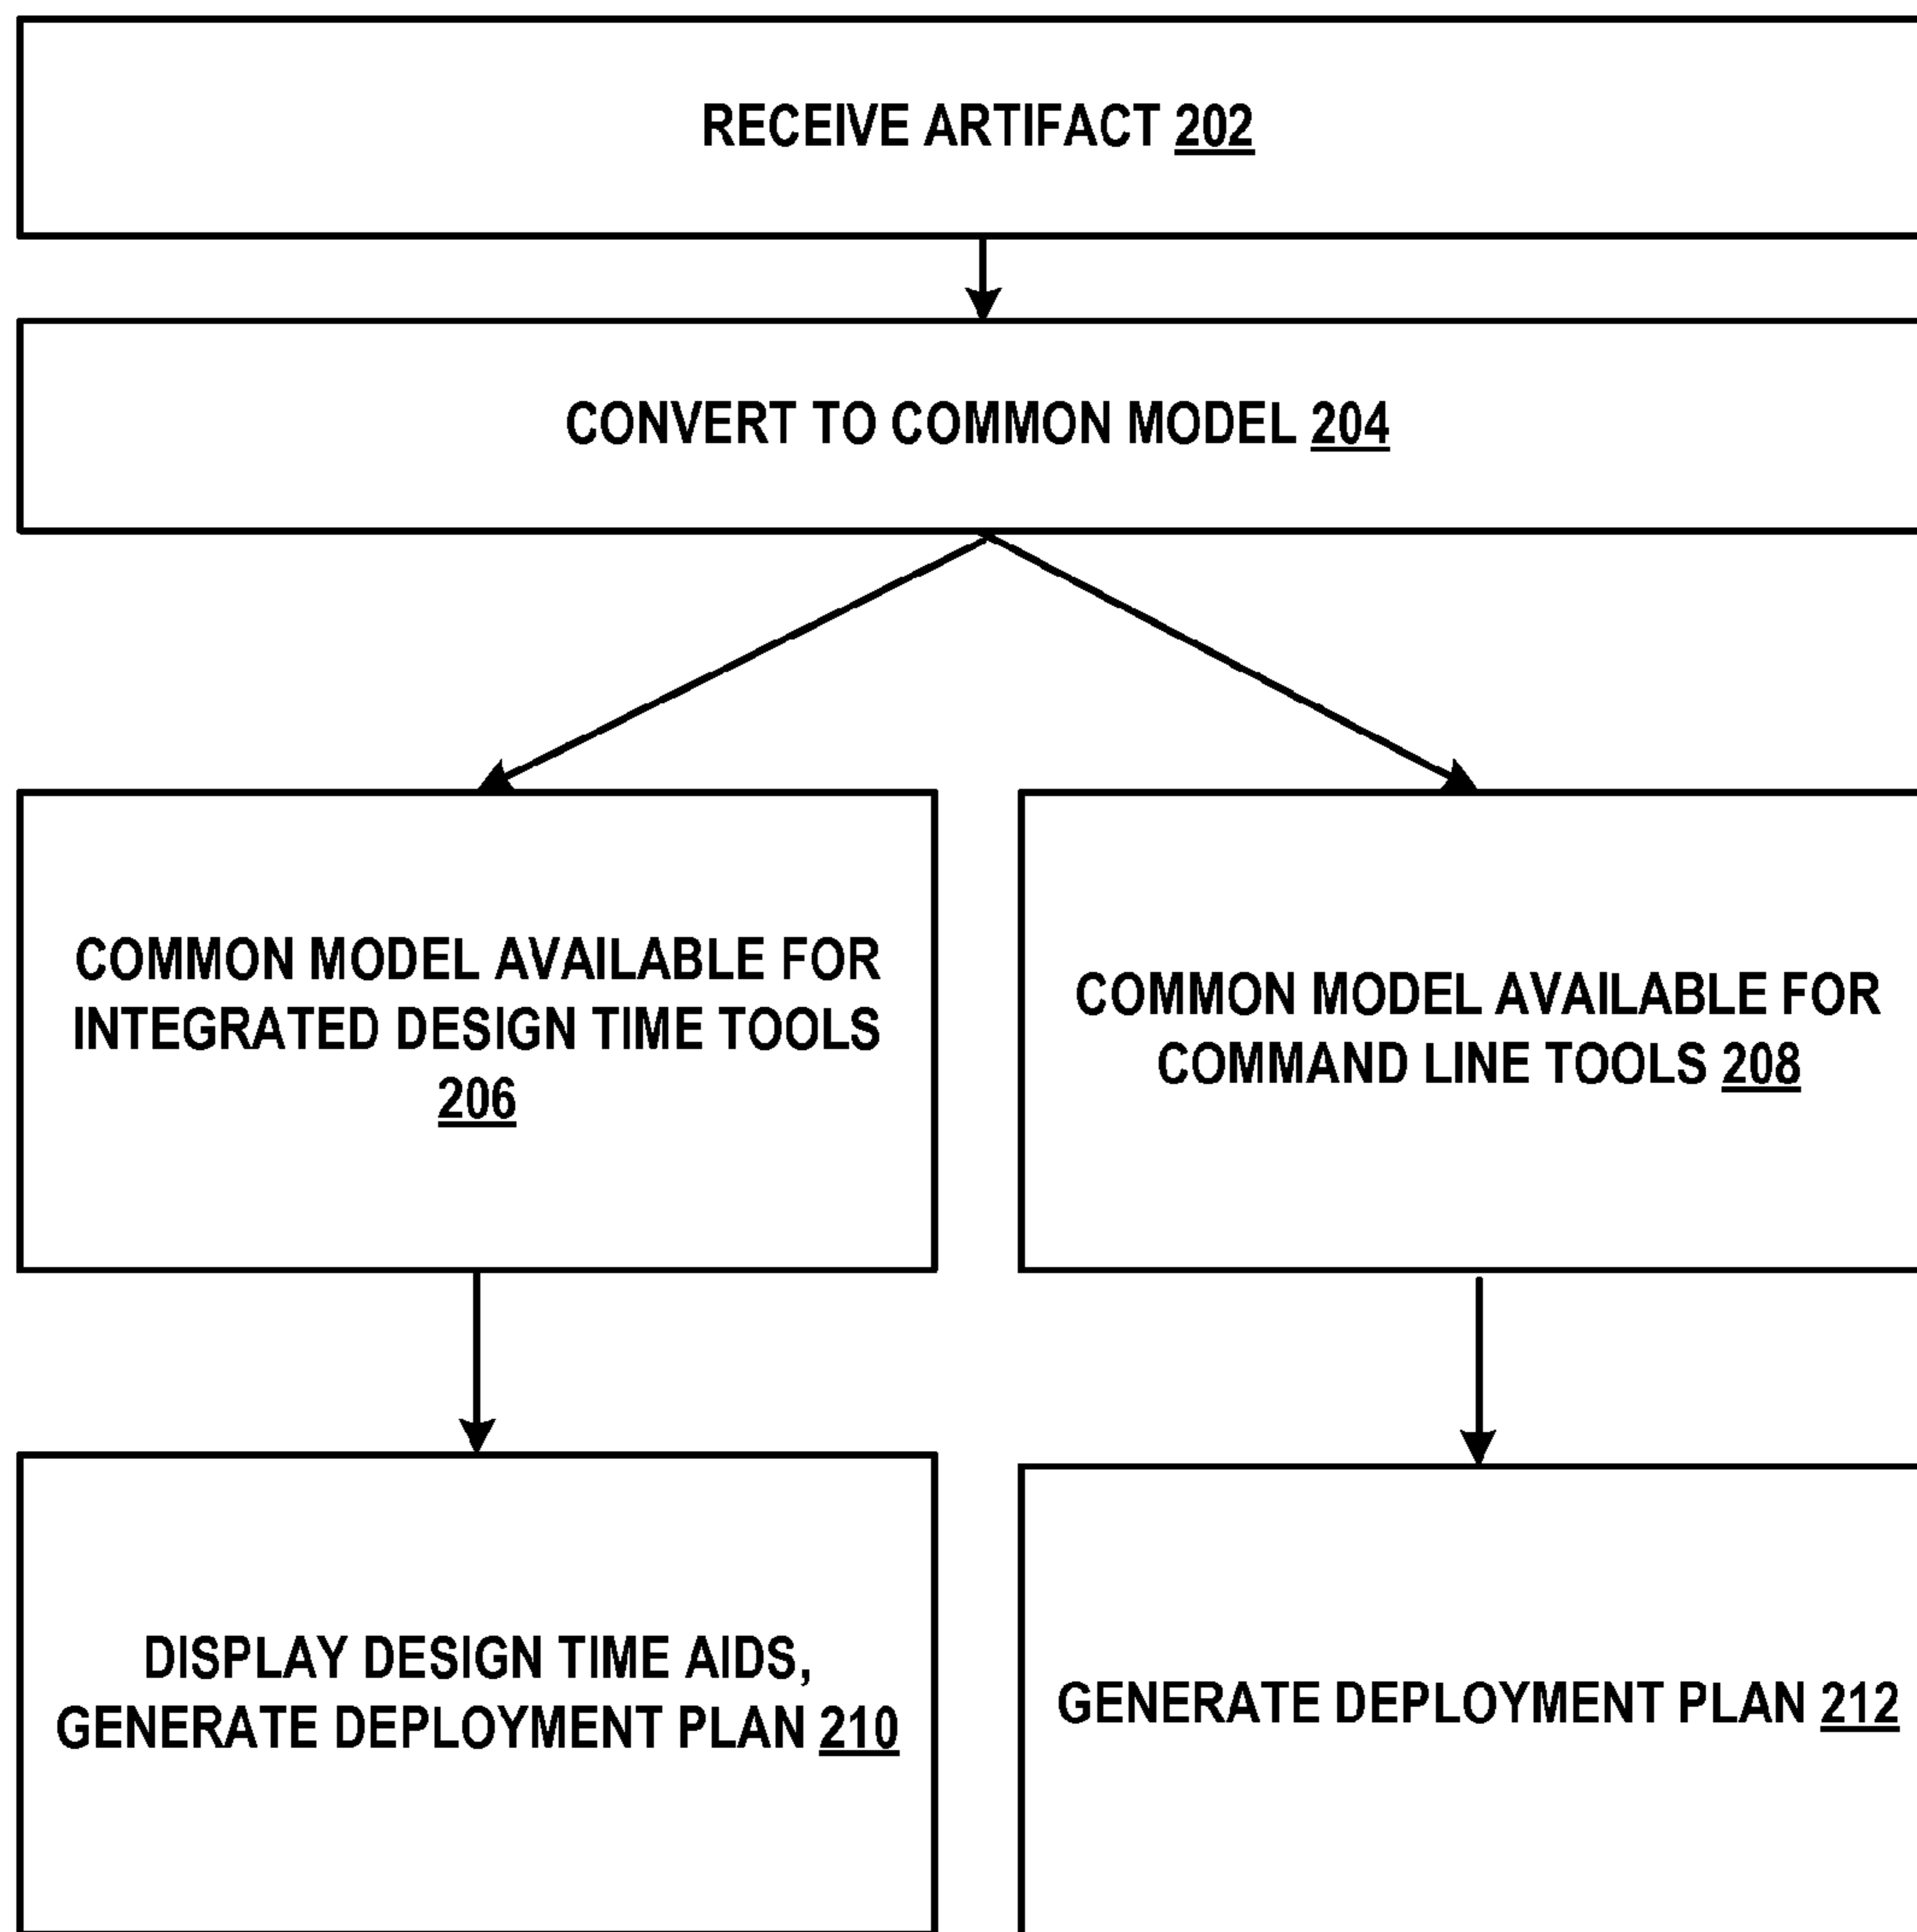 RECEIVE ARTIFACT 202
CONVERT TO COMMON MODEL 204
COMMON MODEL AVAILABLE FOR
INTEGRATED DESIGN TIME TOOLS
206
COMMON MODEL AVAILABLE FOR
COMMAND LINE TOOLS 208
DISPLAY DESIGN TIME AIDS,
GENERATE DEPLOYMENT PLAN 210
GENERATE DEPLOYMENT PLAN 212